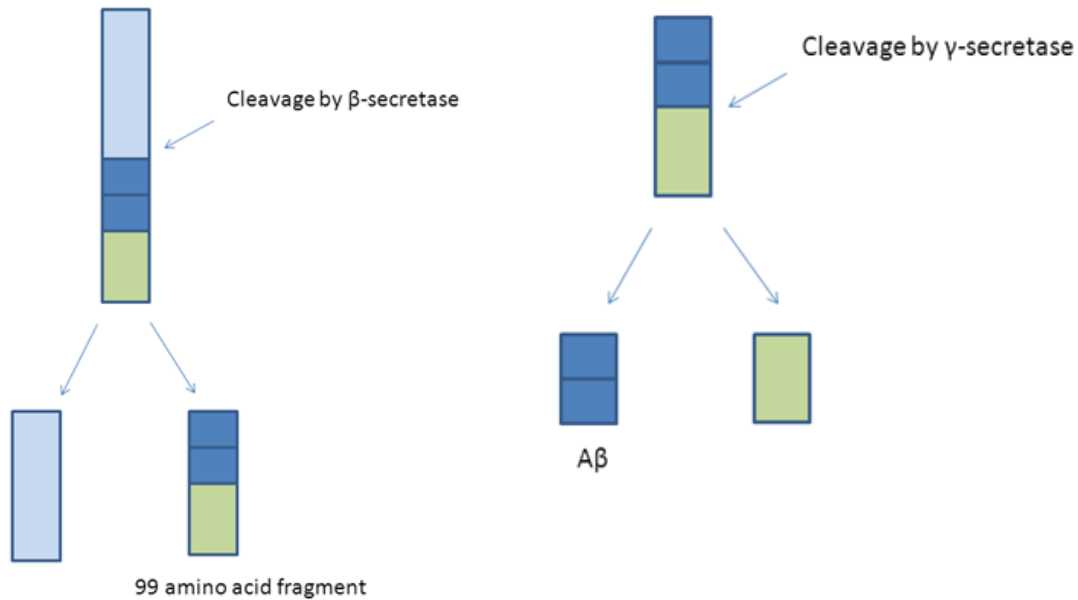 Cleavage by β-secretase
99 amino acid fragment
Cleavage by γ-secretase
Aβ